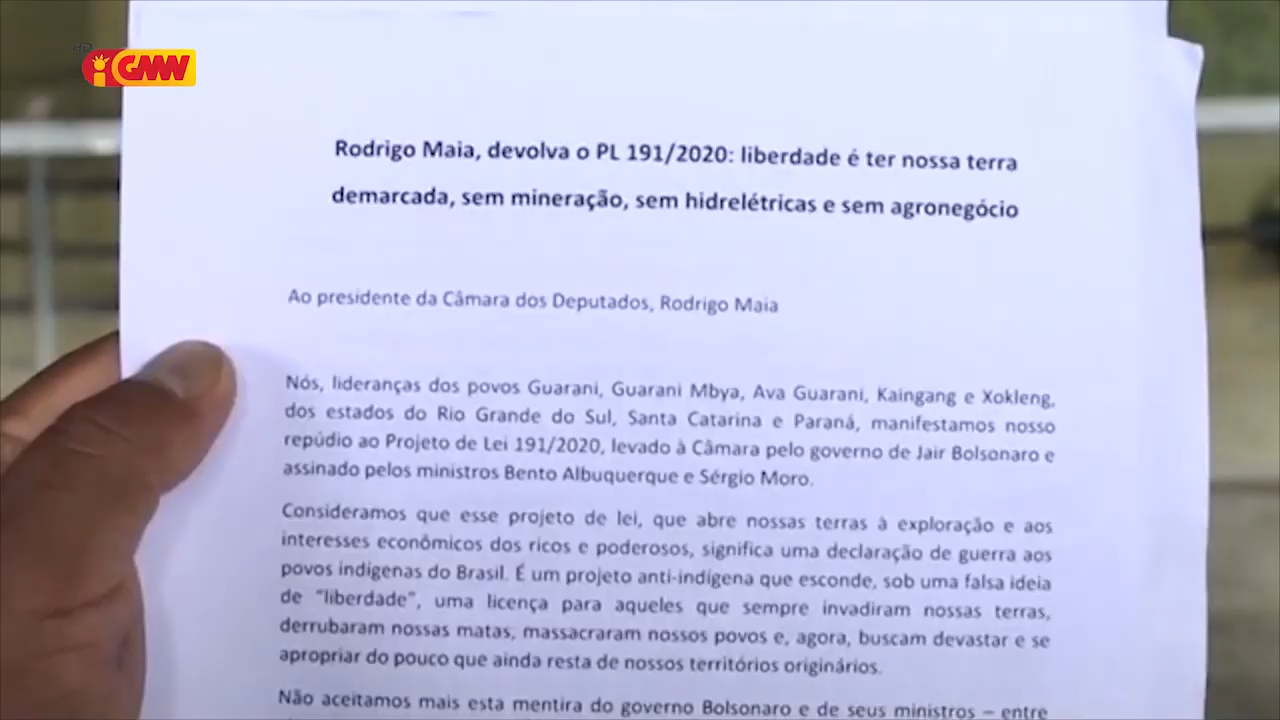 HD
iGMW
Rodrigo Maia, devolva o PL 191/2020: liberdade é ter nossa terra
demarcada, sem mineração, sem hidrelétricas e sem agronegócio
Ao presidente da Câmara dos Deputados, Rodrigo Maia
Nós, lideranças dos povos Guarani, Guarani Mbya, Ava Guarani, Kaingang e Xokleng,
dos estados do Rio Grande do Sul, Santa Catarina e Paraná, manifestamos nosso
repúdio ao Projeto de Lei 191/2020, levado à Câmara pelo governo de Jair Bolsonaro e
assinado pelos ministros Bento Albuquerque e Sérgio Moro.
Consideramos que esse projeto de lei, que abre nossas terras à exploração e aos
interesses econômicos dos ricos e poderosos, significa uma declaração de guerra aos
povos indígenas do Brasil. É um projeto anti-indígena que esconde, sob uma falsa ideia
de "liberdade", uma licença para aqueles que sempre invadiram nossas terras,
derrubaram nossas matas, massacraram nossos povos e, agora, buscam devastar e se
apropriar do pouco que ainda resta de nossos territórios originários.
Não aceitamos mais esta mentira do governo Bolsonaro e de seus ministros – entre